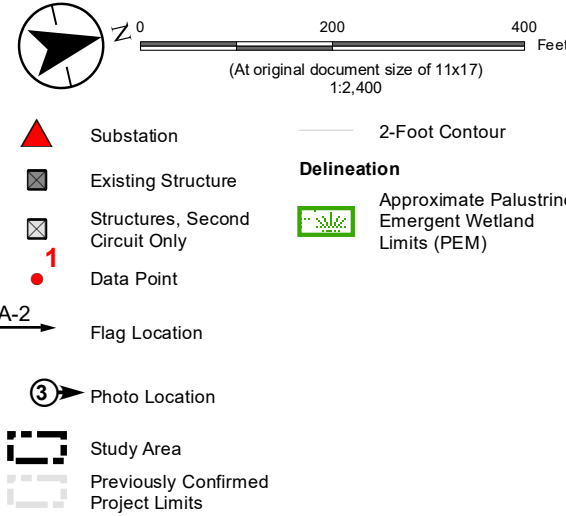 N
0 200 400
Feet
(At original document size of 11x17)
1:2,400
Substation
Existing Structure
Structures, Second
Circuit Only
1
Data Point
A-2
Flag Location
3
Photo Location
Study Area
Previously Confirmed
Project Limits
2-Foot Contour
Delineation
Approximate Palustrine
Emergent Wetland
Limits (PEM)